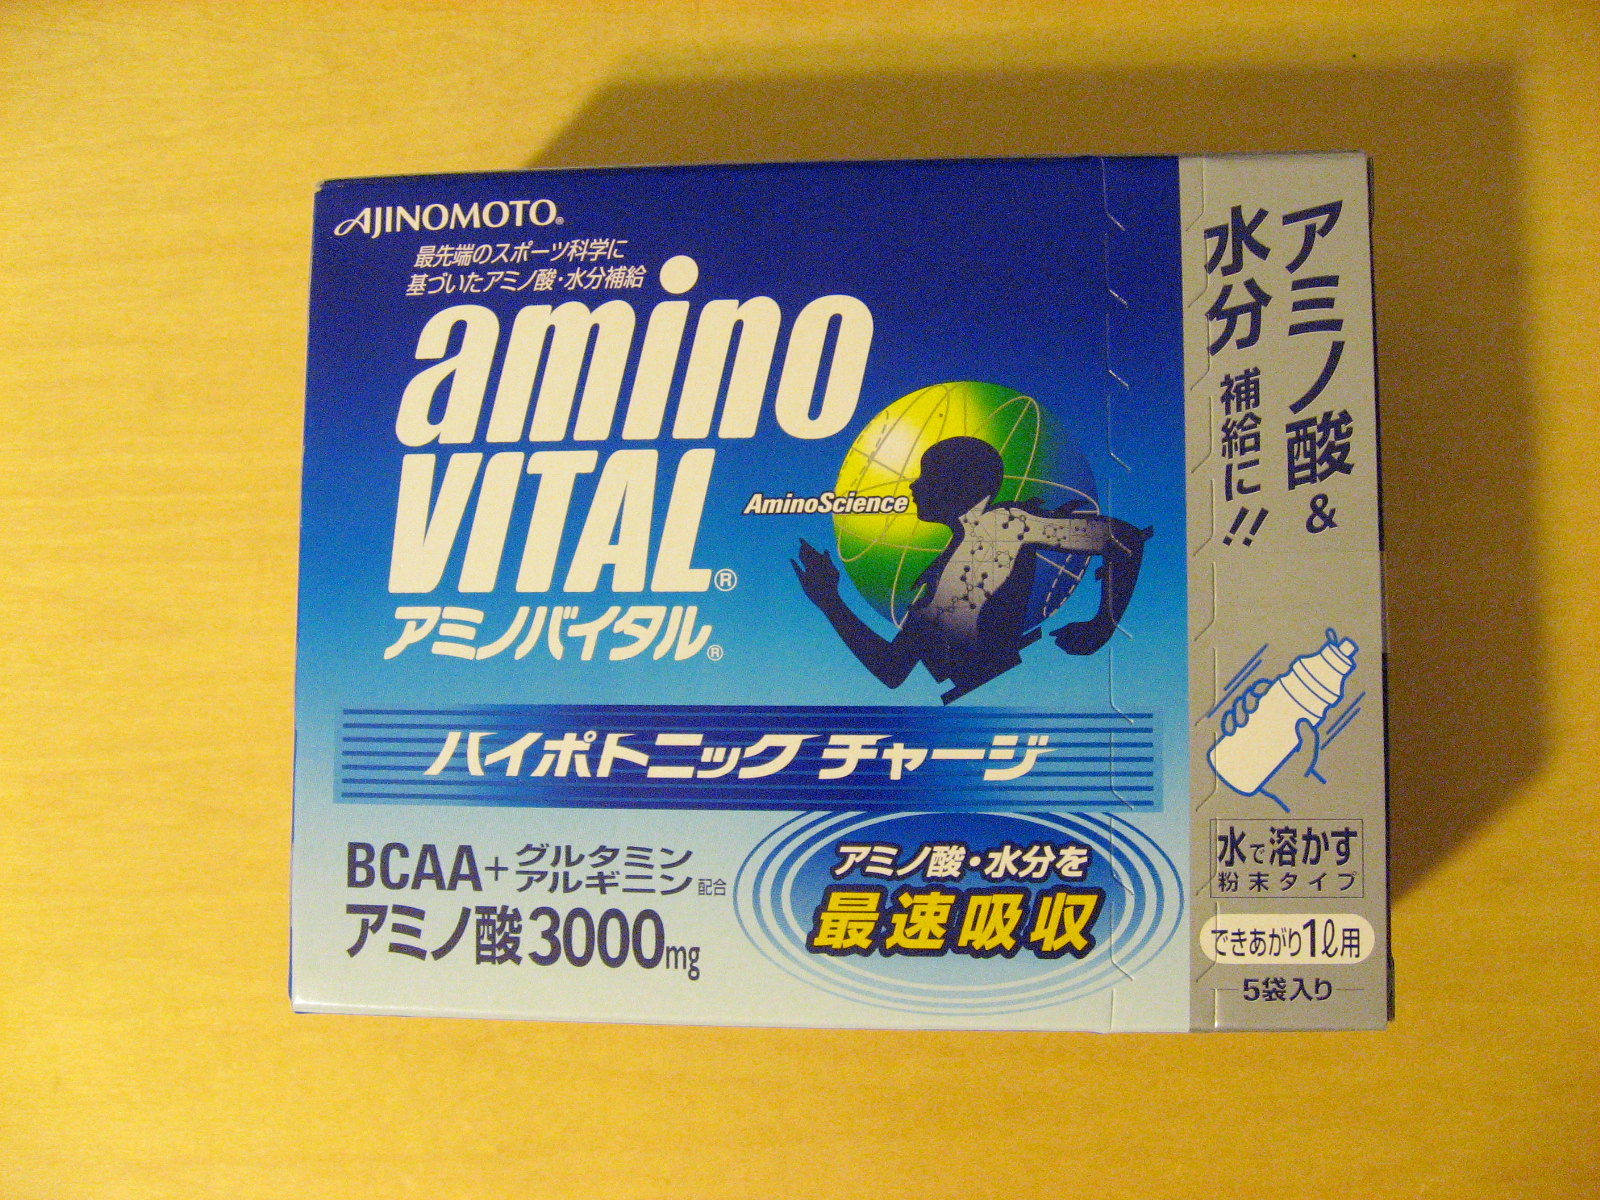 AJINOMOTO®
最先端のスポーツ科学に
基づいたアミノ酸・水分補給
amino
VITAL®
アミノバイタル®
AminoScience
ハイポトニック チャージ
BCAA+グルタミン
アルギニン配合
アミノ酸3000mg
アミノ酸・水分を
最速吸収
アミノ酸&
水分補給に!!
水で溶かす
粉末タイプ
できあがり1ℓ用
5袋入り